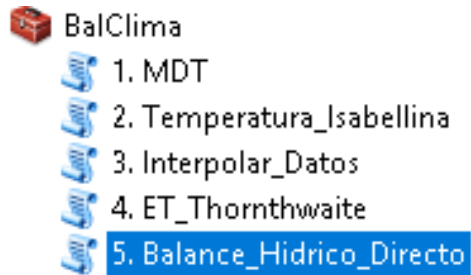 BalClima
1. MDT
2. Temperatura_Isabellina
3. Interpolar_Datos
4. ET_Thornthwaite
5. Balance_Hidrico_Directo